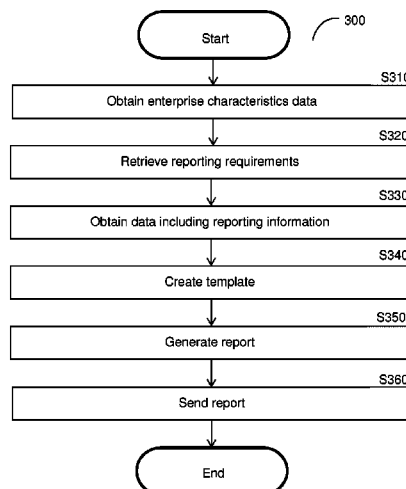 Start
300
S310
Obtain enterprise characteristics data
S320
Retrieve reporting requirements
S330
Obtain data including reporting information
S340
Create template
S350
Generate report
S360
Send report
End